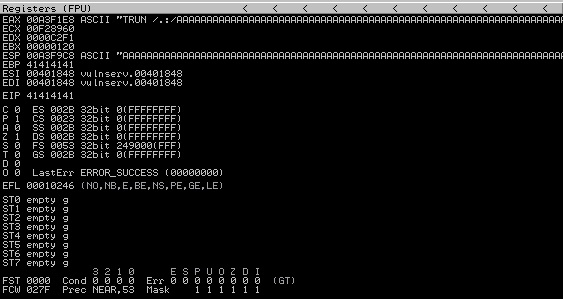 Registers (FPU) < < < < < < < < < < < < <
EAX 00A3F1E8 ASCII "TRUN /.:/AAAAAAAAAAAAAAAAAAAAAAAAAAAAAAAAAAAAAAAAAAAAAAAAAAAAAA
ECX 00F28960
EDX 0000C2F1
EBX 00000120
ESP 00A3F9C8 ASCII "AAAAAAAAAAAAAAAAAAAAAAAAAAAAAAAAAAAAAAAAAAAAAAAAAAAAAAAAAAAAAAA
EBP 41414141
ESI 00401848 vulnserv.00401848
EDI 00401848 vulnserv.00401848
EIP 41414141
C 0 ES 002B 32bit 0(FFFFFFFF)
P 1 CS 0023 32bit 0(FFFFFFFF)
A 0 SS 002B 32bit 0(FFFFFFFF)
Z 1 DS 002B 32bit 0(FFFFFFFF)
S 0 FS 0053 32bit 249000(FFF)
T 0 GS 002B 32bit 0(FFFFFFFF)
D 0
O 0 LastErr ERROR_SUCCESS (00000000)
EFL 00010246 (NO,NB,E,BE,NS,PE,GE,LE)
ST0 empty g
ST1 empty g
ST2 empty g
ST3 empty g
ST4 empty g
ST5 empty g
ST6 empty g
ST7 empty g
3 2 1 0 E S P U O Z D I
FST 0000 Cond 0 0 0 0 Err 0 0 0 0 0 0 0 0 (GT)
FCW 027F Prec NEAR,53 Mask 1 1 1 1 1 1